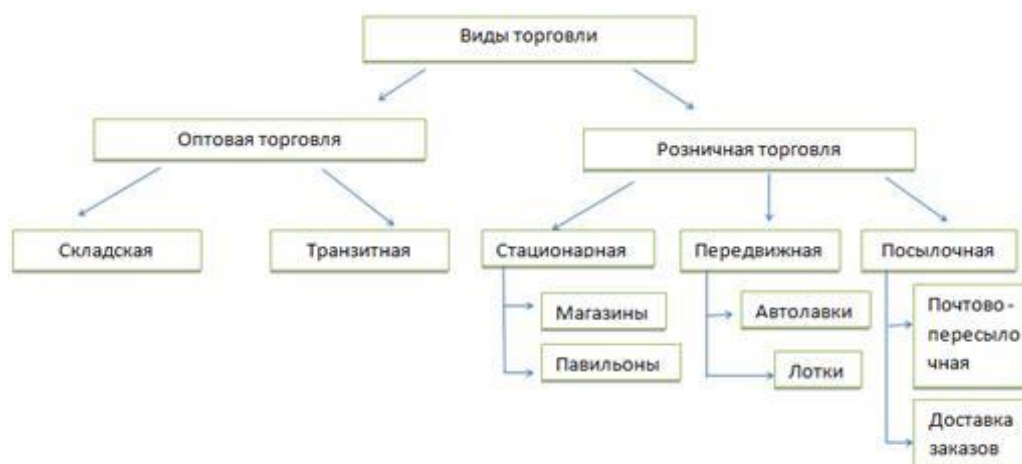 Виды торговли
Оптовая торговля
Розничная торговля
Складская
Транзитная
Стационарная
Передвижная
Посылочная
Магазины
Павильоны
Автолавки
Лотки
Почтово -
пересыло
чная
Доставка
заказов